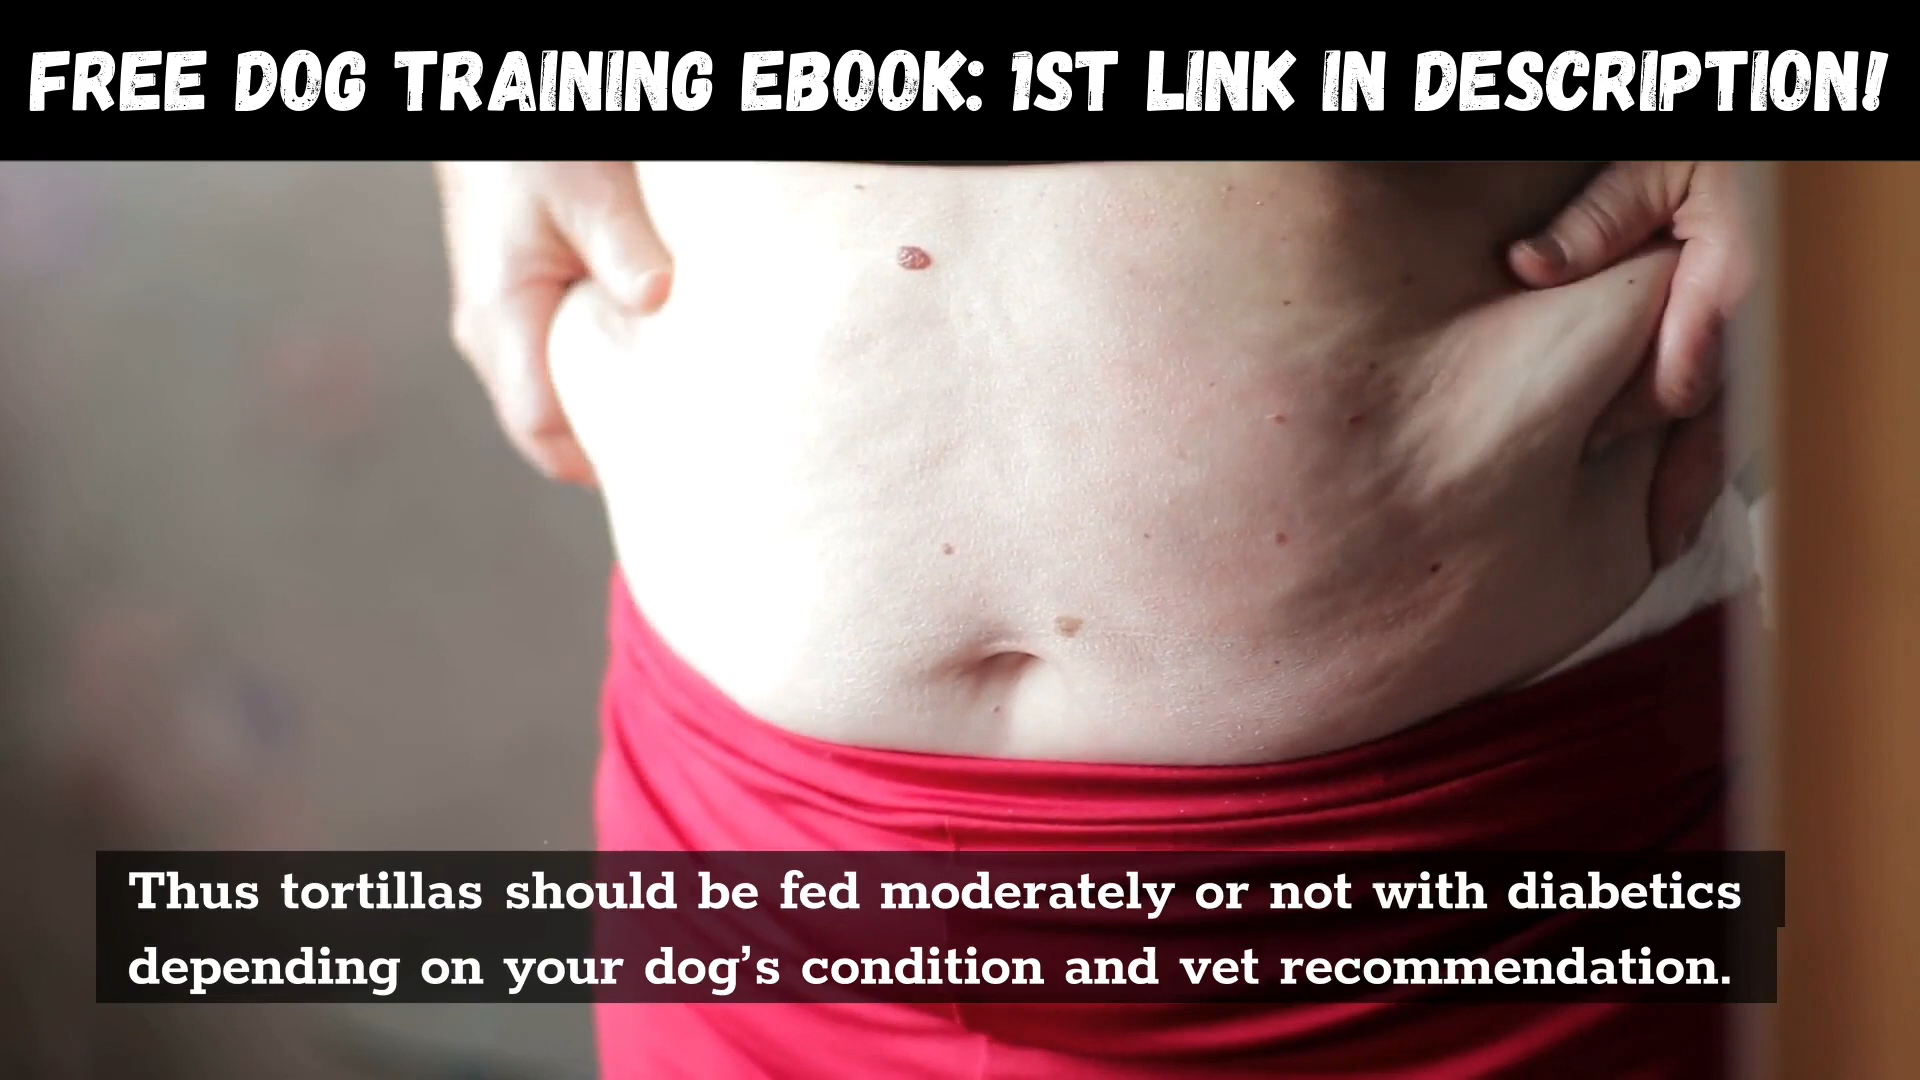 FREE DOG TRAINING EBOOK: 1ST LINK IN DESCRIPTION!
Thus tortillas should be fed moderately or not with diabetics
depending on your dog’s condition and vet recommendation.